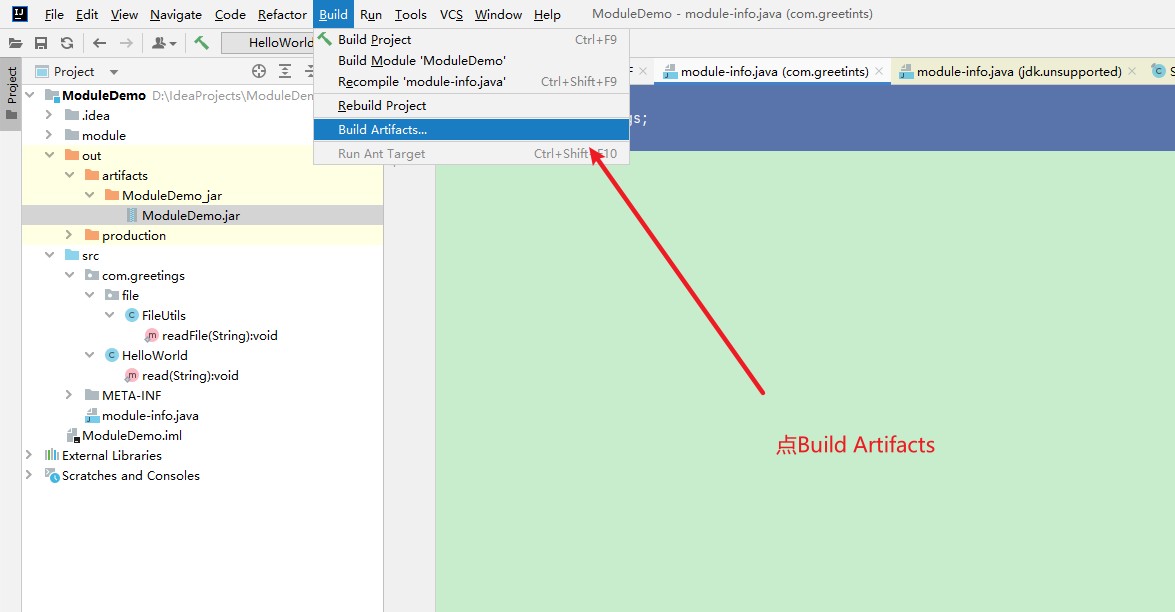 File Edit View Navigate Code Refactor Build Run Tools VCS Window Help ModuleDemo - module-info.java (com.greetints)
HelloWorld
Build Project Ctrl+F9
Build Module 'ModuleDemo'
Recompile 'module-info.java' Ctrl+Shift+F9
Rebuild Project
Build Artifacts...
Run Ant Target Ctrl+Shift+F10
Project
Project
module-info.java (com.greetints)
module-info.java (jdk.unsupported)
gs;
ModuleDemo D:\IdeaProjects\ModuleDem
.idea
module
out
artifacts
ModuleDemo_jar
ModuleDemo.jar
production
src
com.greetings
file
FileUtils
readFile(String):void
HelloWorld
read(String):void
META-INF
module-info.java
ModuleDemo.iml
External Libraries
Scratches and Consoles
点Build Artifacts